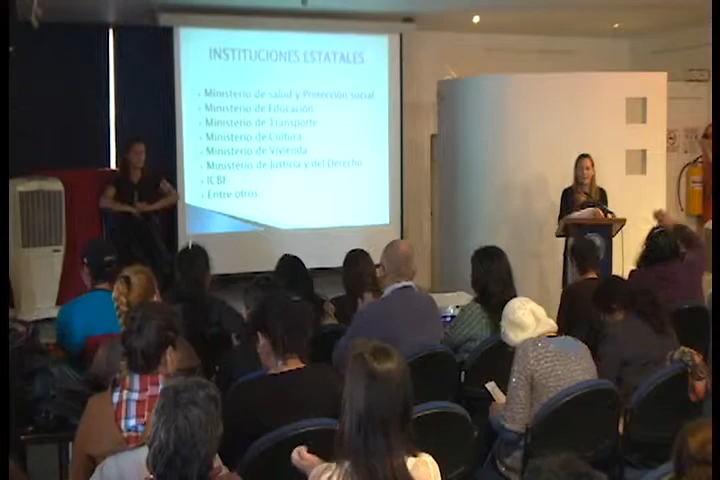 INSTITUCIONES ESTATALES
Ministerio de salud y Protección social
Ministerio de Educación
Ministerio de Transporte
Ministerio de Cultura
Ministerio de Vivienda
Ministerio de Justicia y del Derecho
ICBF
Entre otros